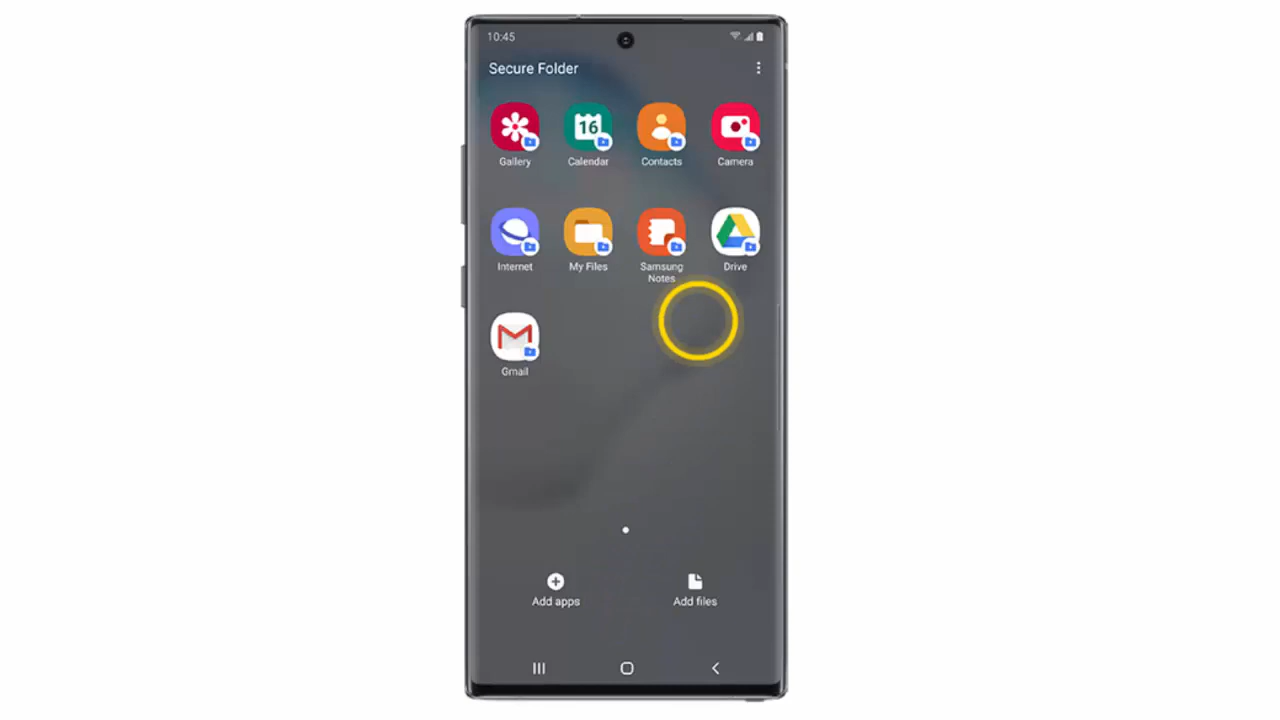 10:45
Secure Folder
16
Gallery
Calendar
Contacts
Camera
Internet
My Files
Samsung
Notes
Drive
Gmail
Add apps
Add files